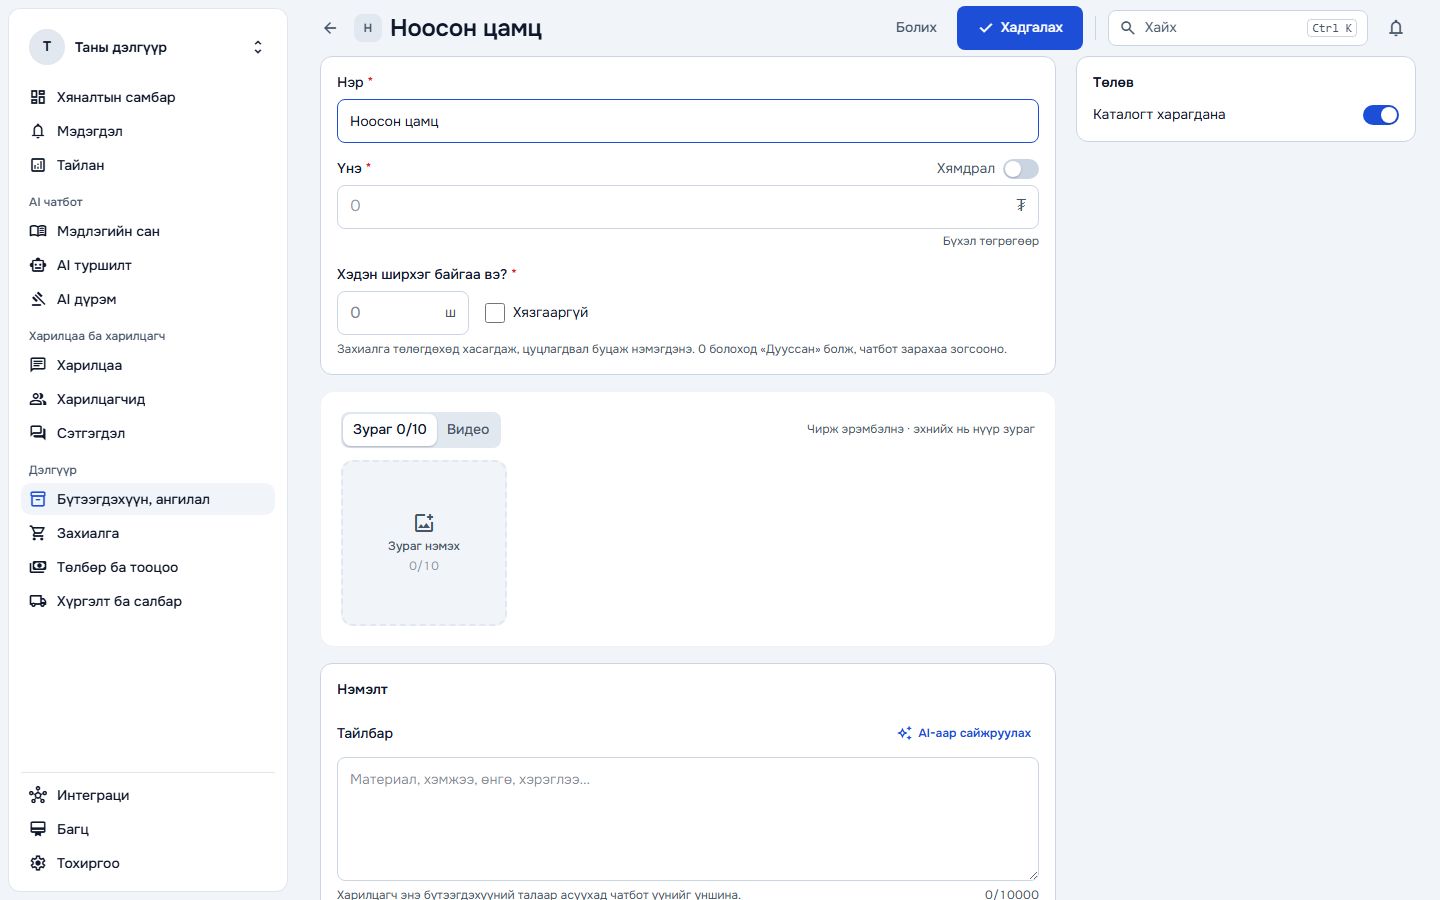 Т Таны дэлгүүр
Хяналтын самбар
Мэдэгдэл
Тайлан
AI чатбот
Мэдлэгийн сан
AI туршилт
AI дүрэм
Харилцаа ба харилцагч
Харилцаа
Харилцагчид
Сэтгэгдэл
Дэлгүүр
Бүтээгдэхүүн, ангилал
Захиалга
Төлбөр ба тооцоо
Хүргэлт ба салбар
Интеграци
Багц
Тохиргоо
Н Ноосон цамц
Болих
Хадгалах
Хайх Ctrl K
Нэр *
Ноосон цамц
Үнэ * Хямдрал
0 ₮
Бүхэл төгрөгөөр
Хэдэн ширхэг байгаа вэ? *
0 ш Хязгааргүй
Захиалга төлөгдөхөд хасагдаж, цуцлагдвал буцаж нэмэгдэнэ. 0 болоход «Дууссан» болж, чатбот зарахаа зогсооно.
Зураг 0/10 Видео Чирж эрэмбэлнэ · эхнийх нь нүүр зураг
Зураг нэмэх
0/10
Нэмэлт
Тайлбар AI-аар сайжруулах
Материал, хэмжээ, өнгө, хэрэглээ...
Харилцагч энэ бүтээгдэхүүний талаар асуухад чатбот үүнийг уншина. 0/10000
Төлөв
Каталогт харагдана